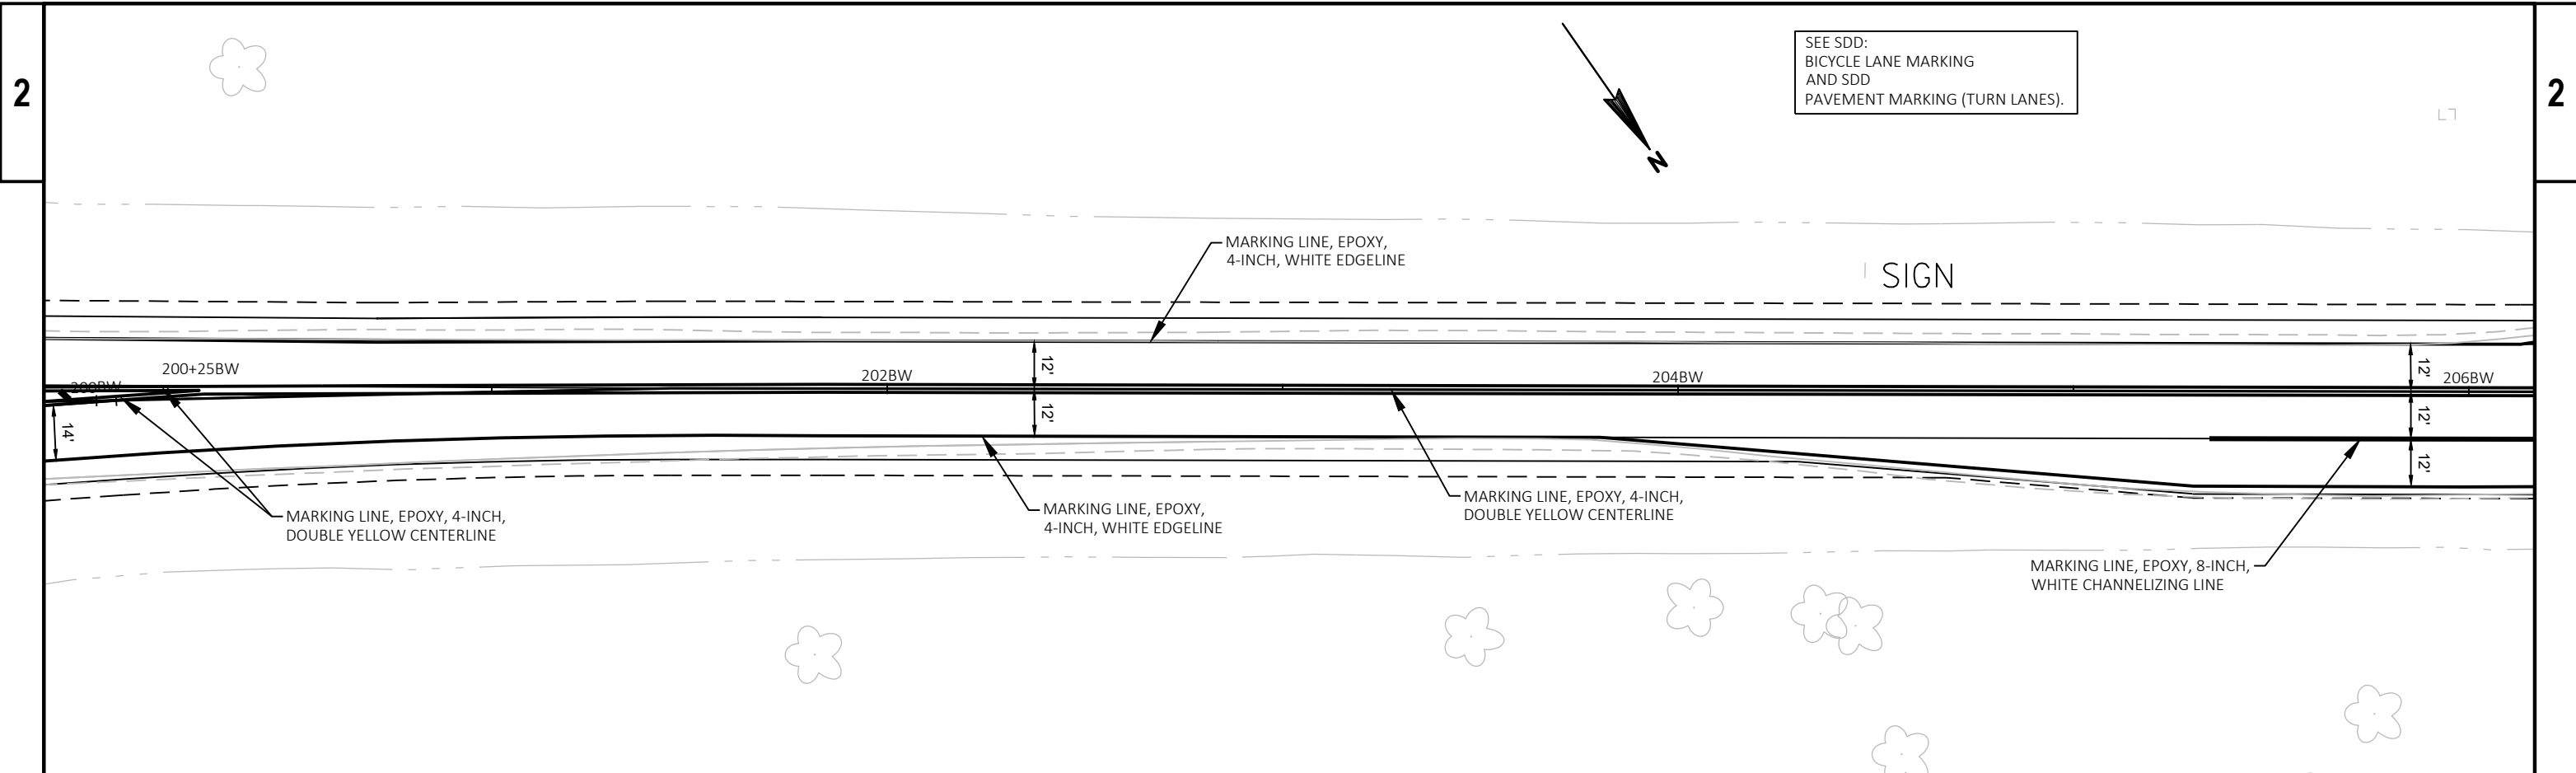 2
2
SEE SDD:
BICYCLE LANE MARKING
AND SDD
PAVEMENT MARKING (TURN LANES).
N
MARKING LINE, EPOXY,
4-INCH, WHITE EDGELINE
SIGN
200BW
200+25BW
202BW
204BW
206BW
12'
12'
12'
12'
12'
14'
MARKING LINE, EPOXY, 4-INCH,
DOUBLE YELLOW CENTERLINE
MARKING LINE, EPOXY,
4-INCH, WHITE EDGELINE
MARKING LINE, EPOXY, 4-INCH,
DOUBLE YELLOW CENTERLINE
MARKING LINE, EPOXY, 8-INCH,
WHITE CHANNELIZING LINE